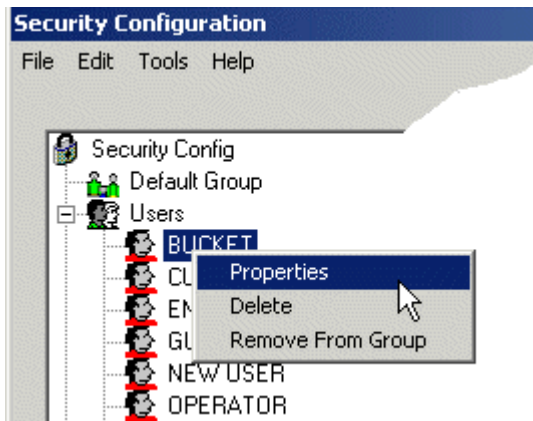 Security Configuration
File Edit Tools Help
Security Config
Default Group
Users
BUCKET
Properties
Delete
Remove From Group
NEW USER
OPERATOR